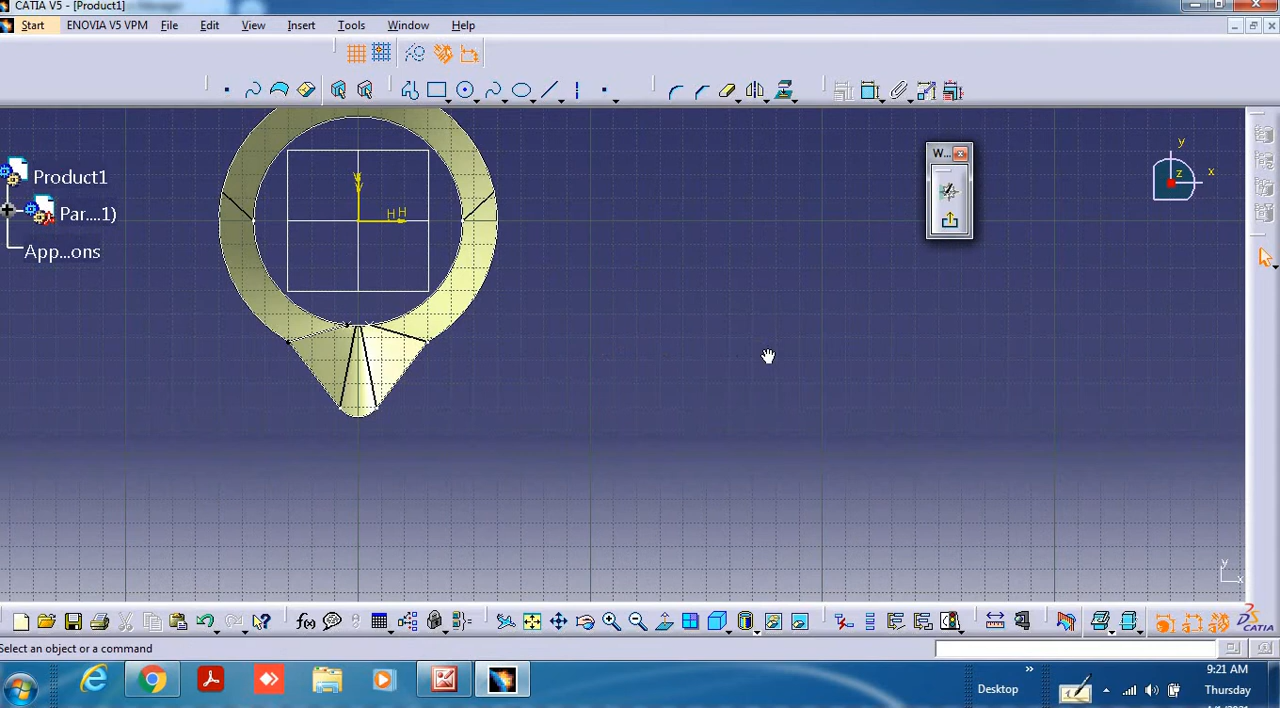 CATIA V5 - [Product1]
Start ENOVIA V5 VPM File Edit View Insert Tools Window Help
W...
y
x
z
Product1
Par....1)
App...ons
V
H H
y
x
f(x)
CATIA
Select an object or a command
9:21 AM
Desktop » Thursday